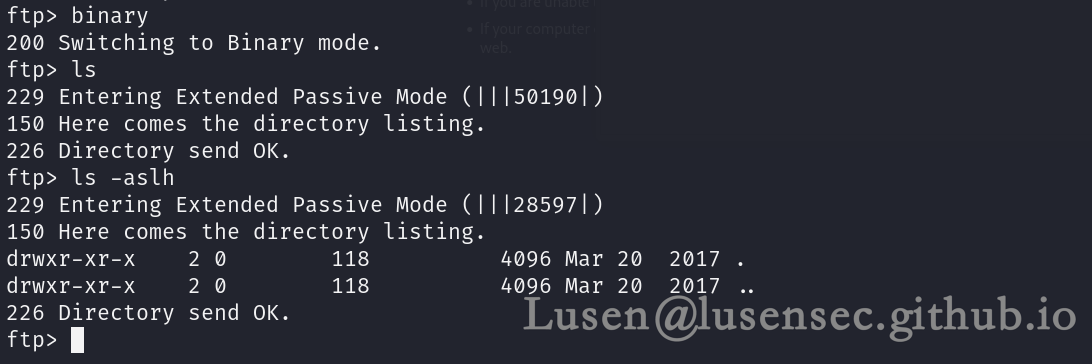 ftp> binary
If you are unable
200 Switching to Binary mode.
If your computer
web.
ftp> ls
229 Entering Extended Passive Mode (|||50190|)
150 Here comes the directory listing.
226 Directory send OK.
ftp> ls -aslh
229 Entering Extended Passive Mode (|||28597|)
150 Here comes the directory listing.
drwxr-xr-x    2 0        118          4096 Mar 20  2017 .
drwxr-xr-x    2 0        118          4096 Mar 20  2017 ..
226 Directory send OK.
Lusen@lusensec.github.io
ftp>